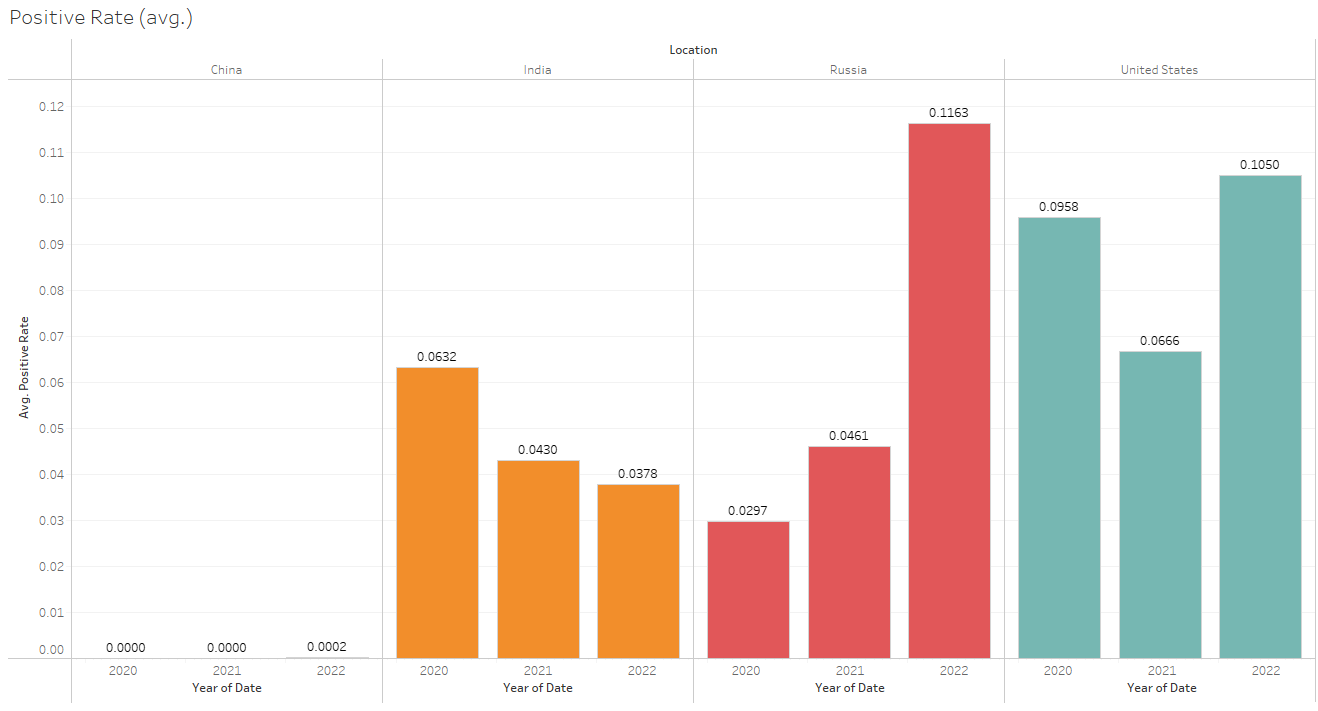 Positive Rate (avg.)
Location
China India Russia United States
0.12
0.11
0.10
0.09
0.08
0.07
0.06
0.05
0.04
0.03
0.02
0.01
0.00
Avg. Positive Rate
0.0000 0.0000 0.0002
0.0632 0.0430 0.0378
0.0297 0.0461 0.1163
0.0958 0.0666 0.1050
2020 2021 2022 2020 2021 2022 2020 2021 2022 2020 2021 2022
Year of Date Year of Date Year of Date Year of Date